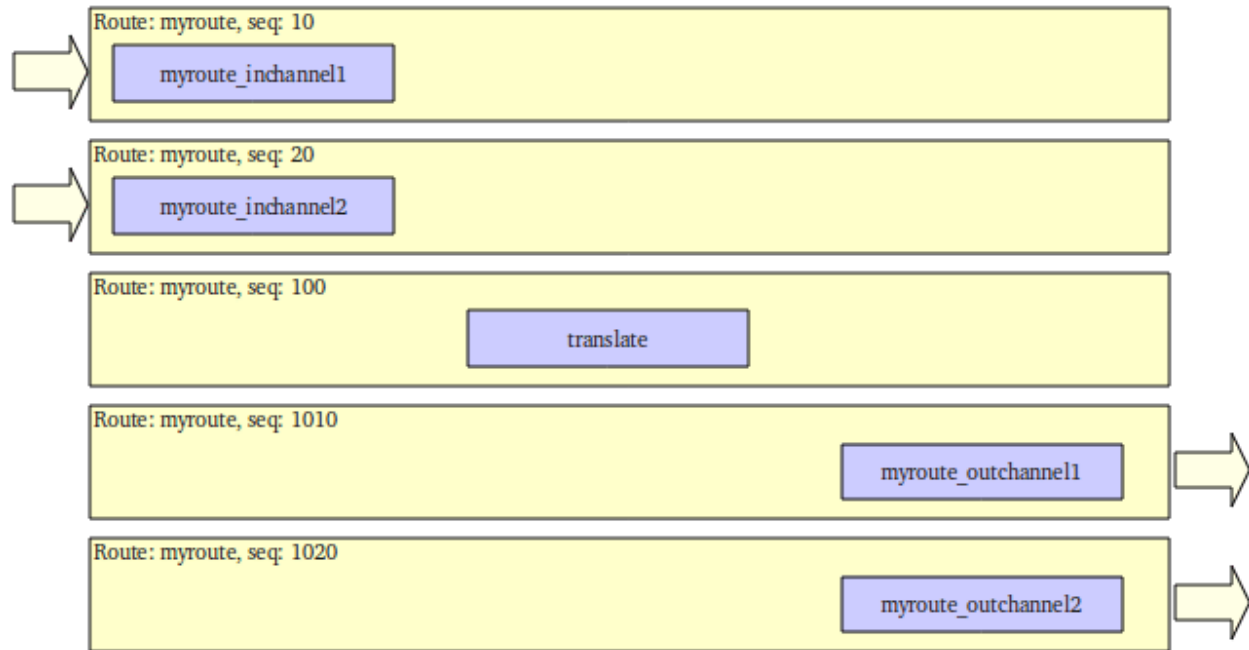 Route: myroute, seq: 10
myroute_inchannel1
Route: myroute, seq: 20
myroute_inchannel2
Route: myroute, seq: 100
translate
Route: myroute, seq: 1010
myroute_outchannel1
Route: myroute, seq: 1020
myroute_outchannel2